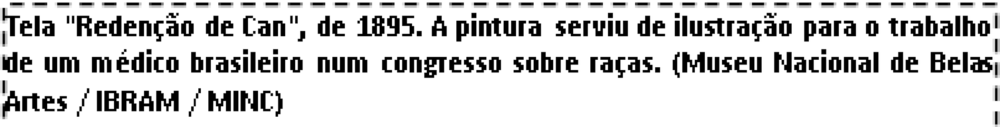 Tela "Redenção de Can", de 1895. A pintura serviu de ilustração para o trabalho
de um médico brasileiro num congresso sobre raças. (Museu Nacional de Belas
Artes /IBRAM /MINC)